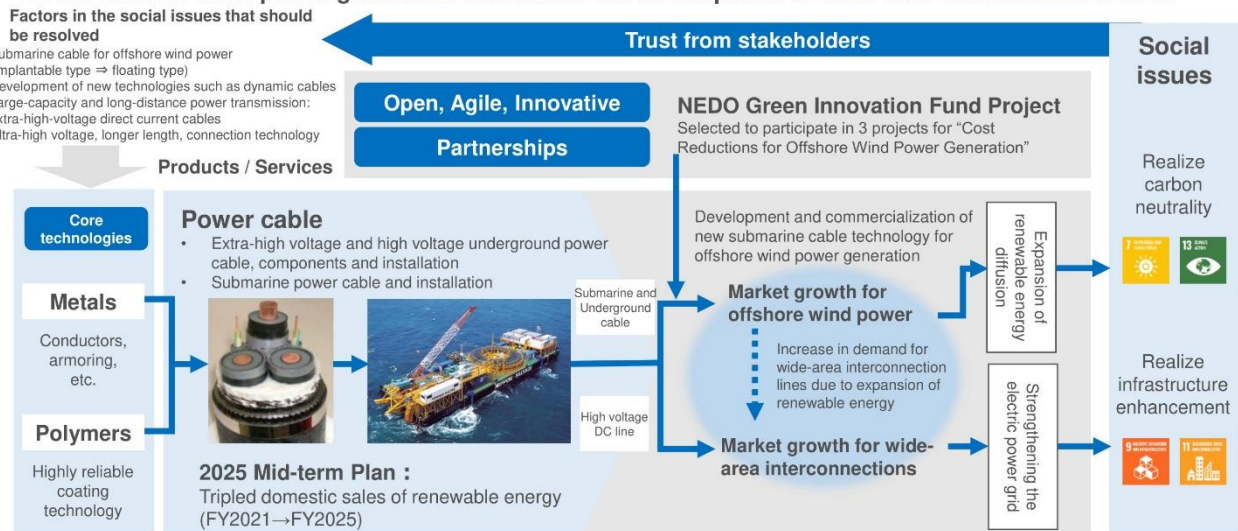 Factors in the social issues that should
be resolved
ubmarine cable for offshore wind power
mplantable type ⇒ floating type)
evelopment of new technologies such as dynamic cables
arge-capacity and long-distance power transmission:
xtra-high-voltage direct current cables
ltra-high voltage, longer length, connection technology
Trust from stakeholders
Social
issues
Open, Agile, Innovative
Partnerships
NEDO Green Innovation Fund Project
Selected to participate in 3 projects for “Cost
Reductions for Offshore Wind Power Generation”
Products / Services
Core
technologies
Metals
Conductors,
armoring,
etc.
Polymers
Highly reliable
coating
technology
Power cable
• Extra-high voltage and high voltage underground power
cable, components and installation
• Submarine power cable and installation
2025 Mid-term Plan :
Tripled domestic sales of renewable energy
(FY2021→FY2025)
Submarine and
Underground
cable
High voltage
DC line
Development and commercialization of
new submarine cable technology for
offshore wind power generation
Market growth for
offshore wind power
Increase in demand for
wide-area interconnection
lines due to expansion of
renewable energy
Market growth for wide-
area interconnections
Expansion of
renewable energy
diffusion
Strengthening the
electric power grid
Realize
carbon
neutrality
7
13
Realize
infrastructure
enhancement
9
11